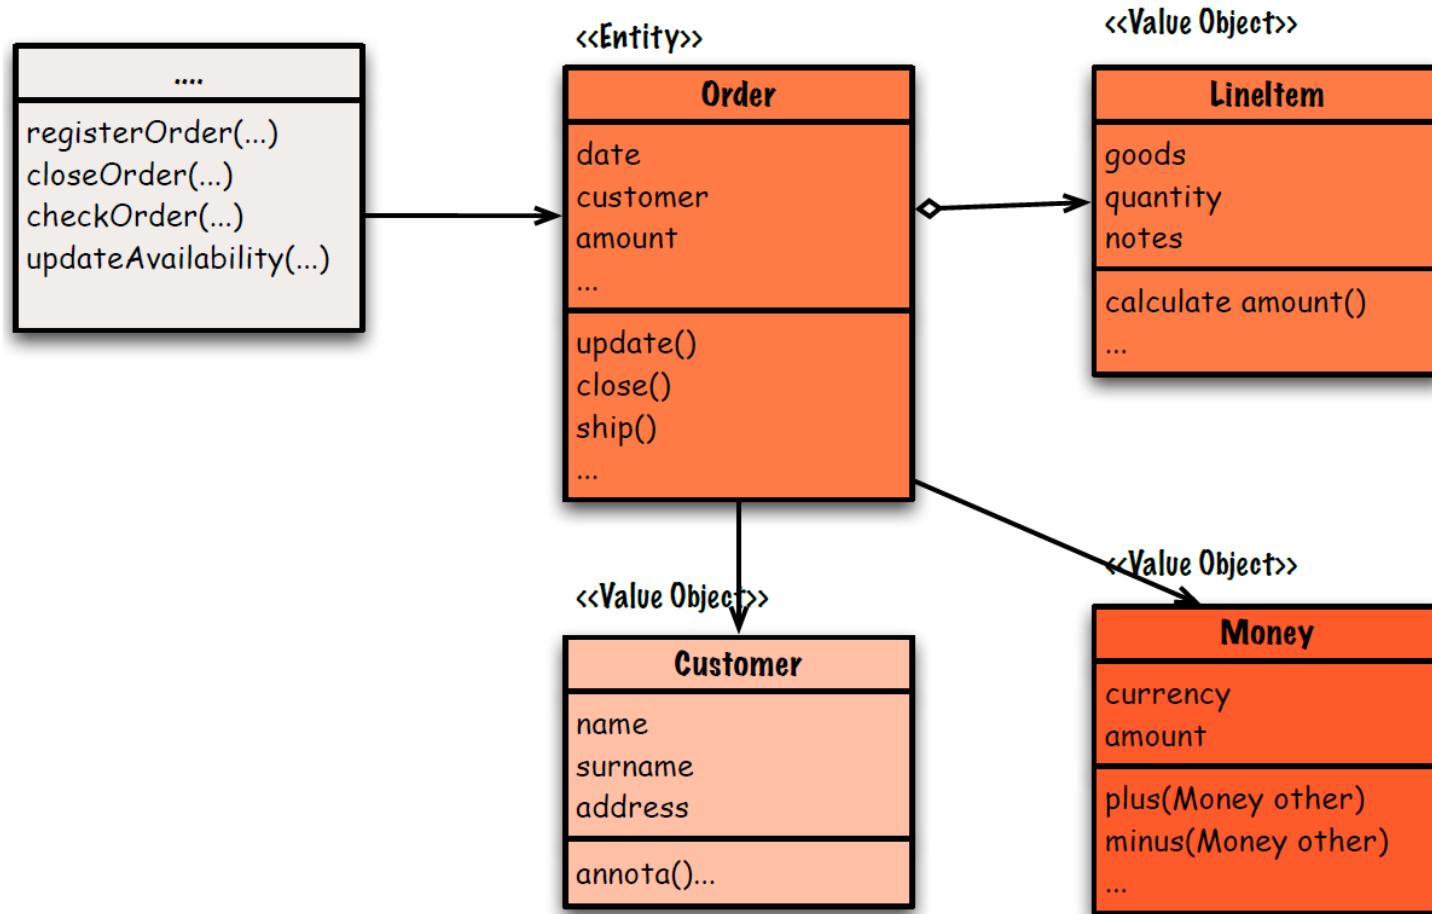 ....
registerOrder(...)
closeOrder(...)
checkOrder(...)
updateAvailability(...)
<<Entity>>
Order
date
customer
amount
...
update()
close()
ship()
...
<<Value Object>>
LineItem
goods
quantity
notes
calculate amount()
...
<<Value Object>>
Customer
name
surname
address
annota()...
<<Value Object>>
Money
currency
amount
plus(Money other)
minus(Money other)
...